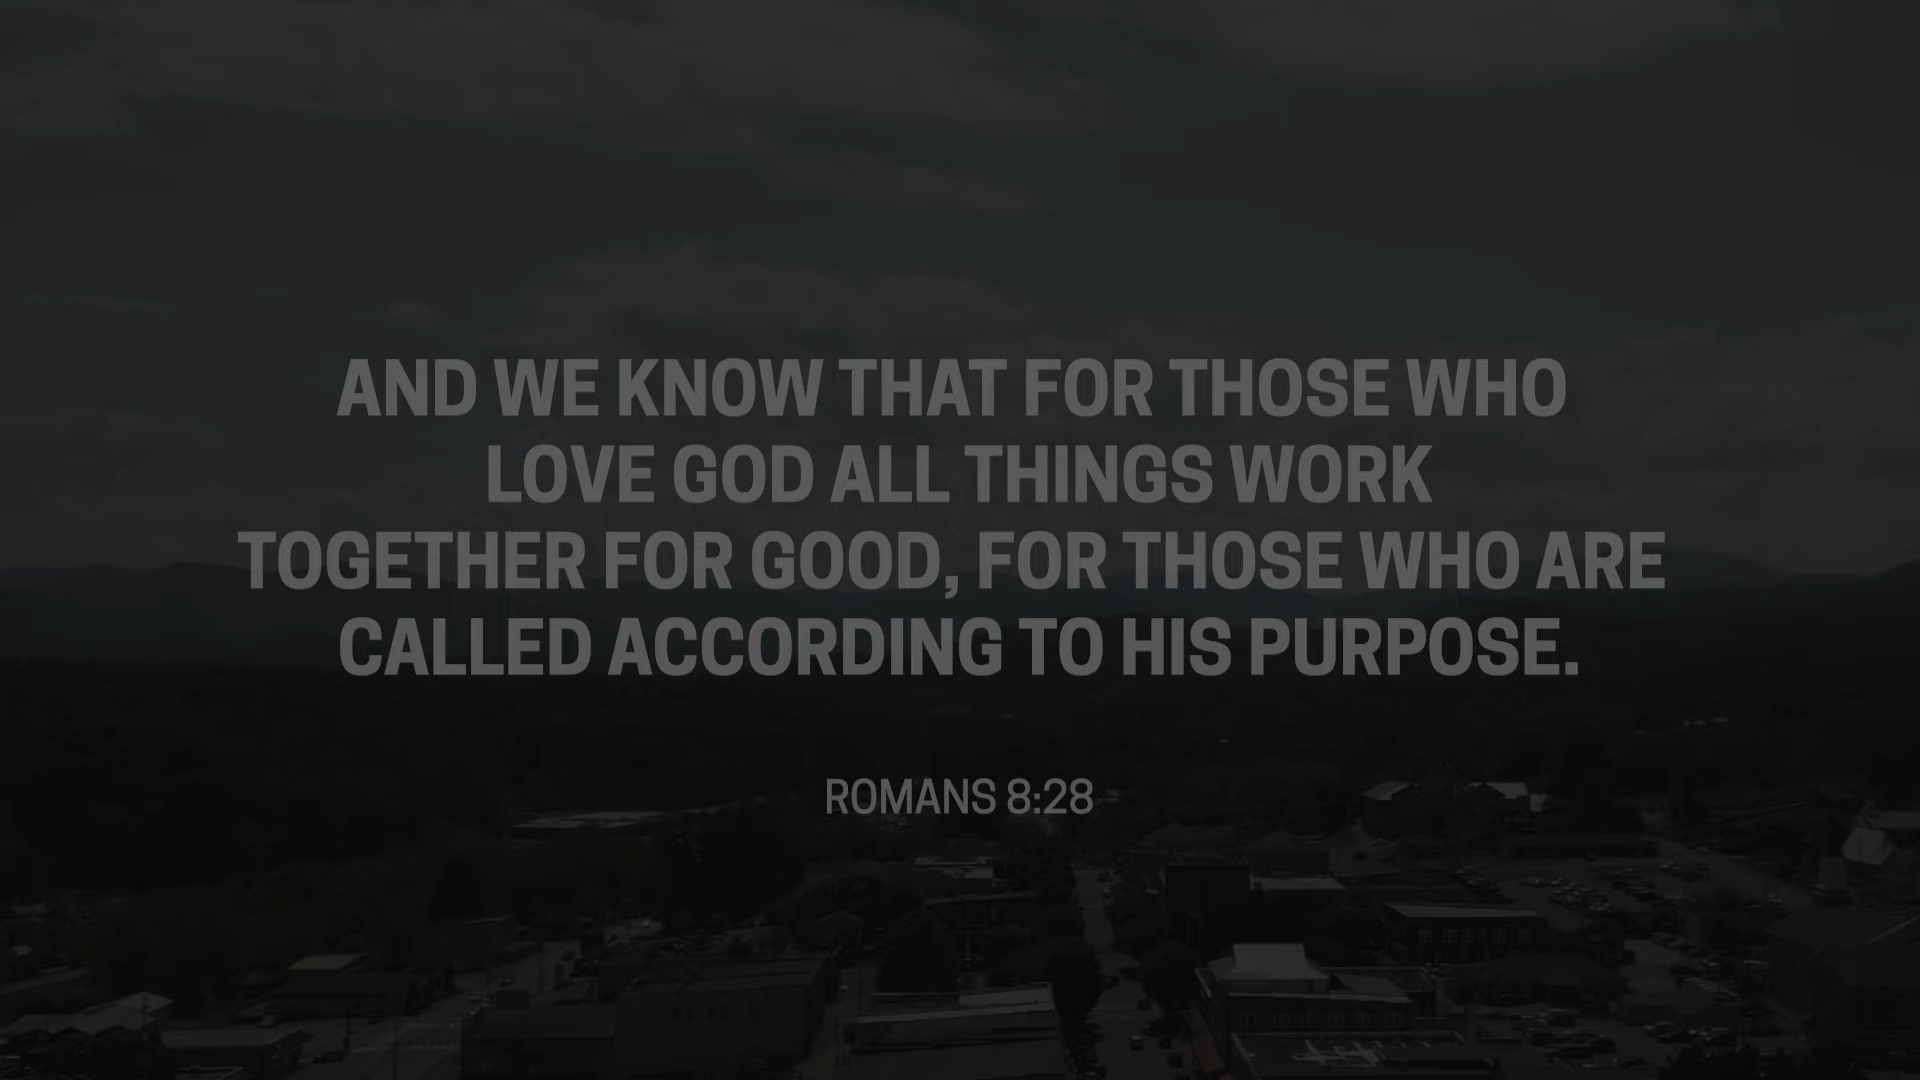 AND WE KNOW THAT FOR THOSE WHO
LOVE GOD ALL THINGS WORK
TOGETHER FOR GOOD, FOR THOSE WHO ARE
CALLED ACCORDING TO HIS PURPOSE.
ROMANS 8:28